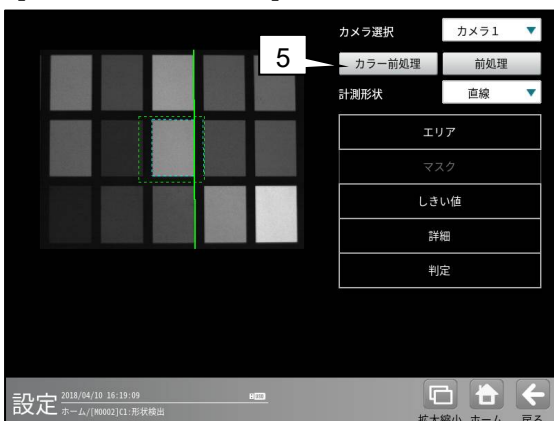 カメラ選択
カメラ１
5
カラー前処理
前処理
計測形状
直線
エリア
マスク
しきい値
詳細
判定
設定
2018/04/10 16:19:09
ホーム/[M0002]C1:形状検出
拡大縮小
ホーム
戻る